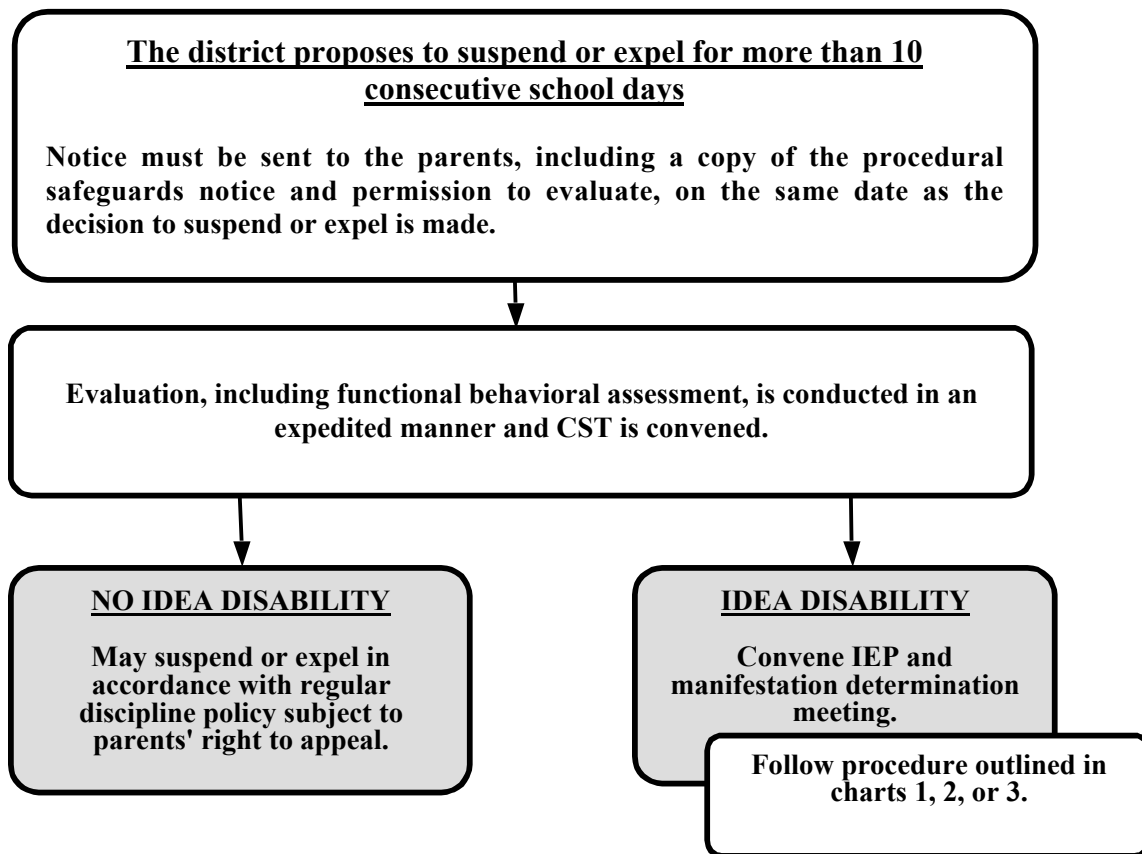 The district proposes to suspend or expel for more than 10
consecutive school days
Notice must be sent to the parents, including a copy of the procedural
safeguards notice and permission to evaluate, on the same date as the
decision to suspend or expel is made.
Evaluation, including functional behavioral assessment, is conducted in an
expedited manner and CST is convened.
NO IDEA DISABILITY
May suspend or expel in
accordance with regular
discipline policy subject to
parents' right to appeal.
IDEA DISABILITY
Convene IEP and
manifestation determination
meeting.
Follow procedure outlined in
charts 1, 2, or 3.